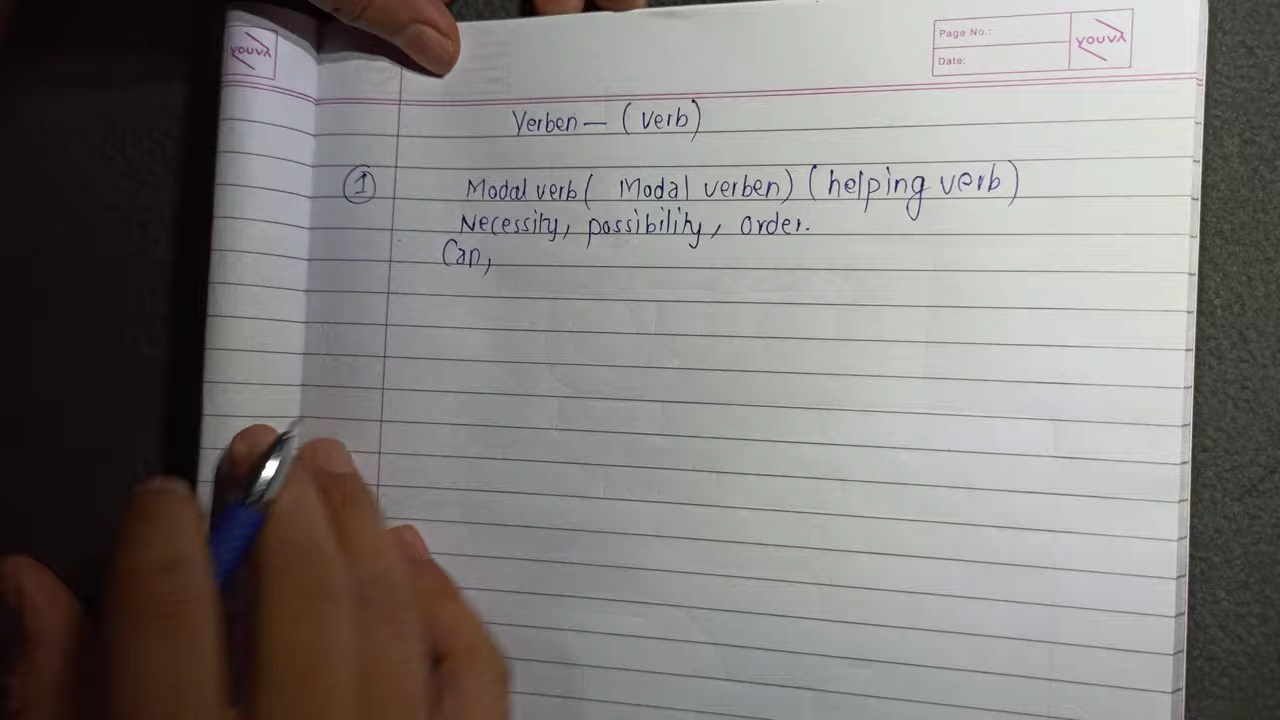 youva
Page No.:
Date:
youva
Verben — (verb)
1 Modal verb ( Modal verben) (helping verb)
Necessity, possibility, order.
Can,